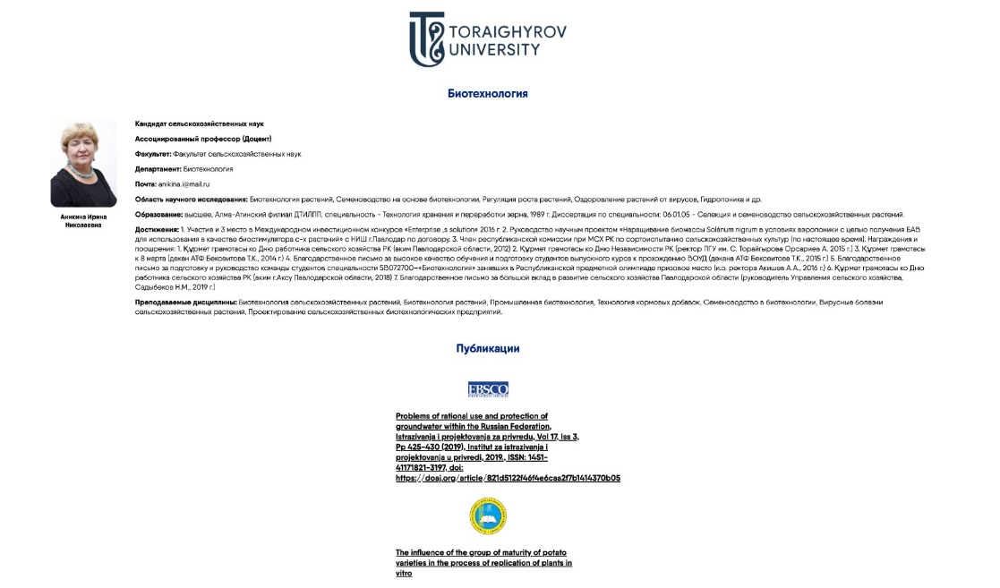 TORAIGHYROV
UNIVERSITY
Биотехнология
Аникина Ирина
Николаевна
Кандидат сельскохозяйственных наук
Ассоциированный профессор (Доцент)
Факультет: Факультет сельскохозяйственных наук
Департамент: Биотехнология
Почта: anikina.i@mail.ru
Область научного исследования: Биотехнология растений, Семеноводство на основе биотехнологии, Регуляция роста растений, Оздоровление растений от вирусов, Гидропоника и др.
Образование: высшее, Алма-Атинский филиал ДТИЛПП, специальность - Технология хранения и переработки зерна, 1989 г. Диссертация по специальности: 06.01.05 - Селекция и семеноводство сельскохозяйственных растений.
Достижения: 1. Участие и 3 место в Международном инвестиционном конкурсе «Enterprise ,s solution» 2016 г. 2. Руководство научным проектом «Наращивание биомассы Solánum nigrum в условиях аэропоники с целью получения БАВ
для использования в качестве биостимулятора с-х растений» с НИШ г.Павлодар по договору. 3. Член республиканской комиссии при МСХ РК по сортоиспытанию сельскохозяйственных культур (по настоящее время). Награждения и
поощрения: 1. Құрмет грамотасы ко Дню работника сельского хозяйства РК (аким Павлодарской области, 2012) 2. Құрмет грамотасы ко Дню Независимости РК (ректор ПГУ им. С. Торайгырова Орсариев А. 2015 г.) 3. Құрмет грамотасы
к 8 марта (декан АТФ Бексеитова Т.К., 2014 г.) 4. Благодарственное письмо за высокое качество обучения и подготовку студентов выпускного курса к прохождению ВОУД (декана АТФ Бексеитова Т.К., 2015 г.) 5. Благодарственное
письмо за подготовку и руководство команды студентов специальности 5В072700–«Биотехнология» занявших в Республиканской предметной олимпиаде призовое место (и.о. ректора Акишев А.А., 2016 г.) 6. Құрмет грамотасы ко Дню
работника сельского хозяйства РК (аким г.Аксу Павлодарской области, 2018) 7. Благодарственное письмо за большой вклад в развитие сельского хозяйства Павлодарской области (руководитель Управления сельского хозяйства,
Садыбеков Н.М., 2019 г.)
Преподаваемые дисциплины: Биотехнология сельскохозяйственных растений, Биотехнология растений, Промышленная биотехнология, Технология кормовых добавок, Семеноводство в биотехнологии, Вирусные болезни
сельскохозяйственных растений, Проектирование сельскохозяйственных биотехнологических предприятий.
Публикации
EBSCO
Problems of rational use and protection of
groundwater within the Russian Federation,
Istrazivanja i projektovanja za privredu, Vol 17, Iss 3,
Pp 425-430 (2019), Institut za istrazivanja i
projektovanja u privredi, 2019., ISSN: 1451-
41171821-3197, doi:
https://doaj.org/article/821d5122f46f4e6caa2f7b1414370b05
The influence of the group of maturity of potato
varieties in the process of replication of plants in
vitro